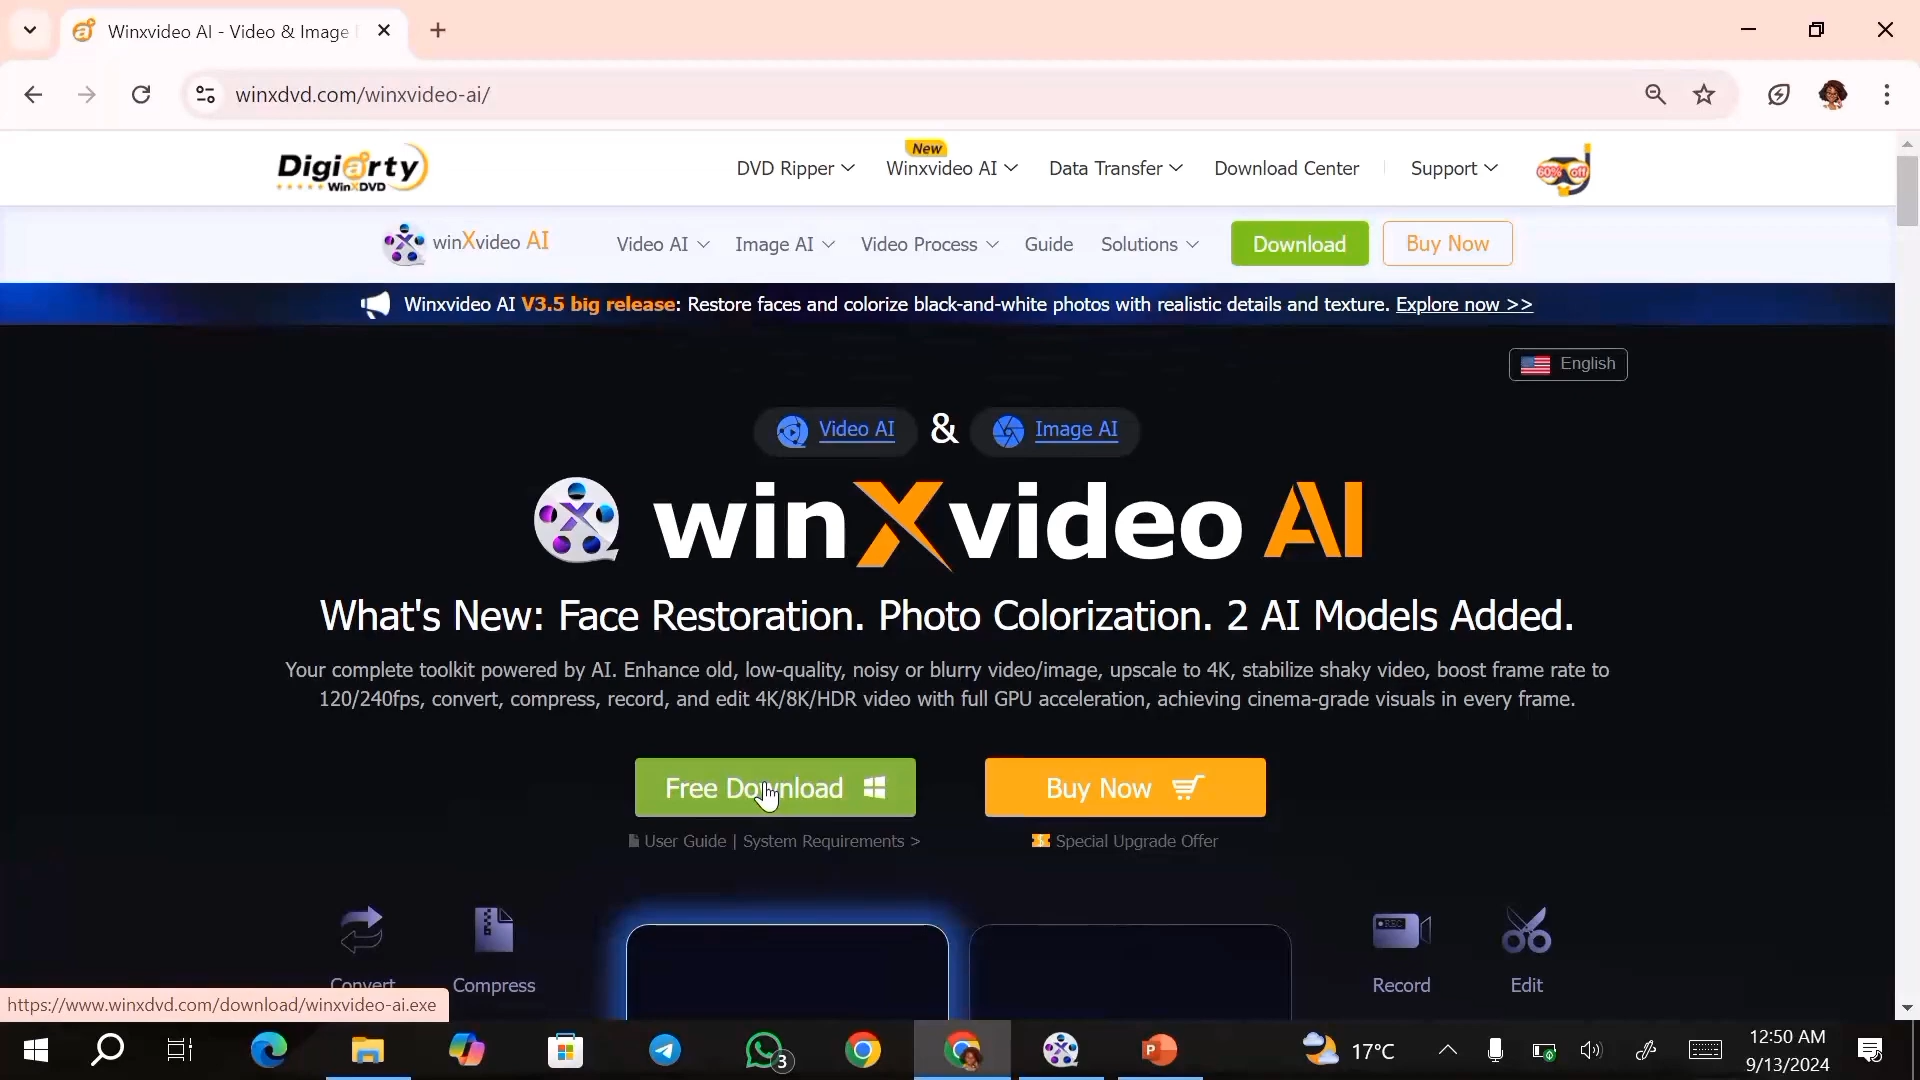 Winxvideo AI - Video & Image
winxdvd.com/winxvideo-ai/
Digiarty
WinXDVD
DVD Ripper
New
Winxvideo AI
Data Transfer
Download Center
Support
60% off
winXvideo AI
Video AI
Image AI
Video Process
Guide
Solutions
Download
Buy Now
Winxvideo AI V3.5 big release: Restore faces and colorize black-and-white photos with realistic details and texture. Explore now >>
English
Video AI & Image AI
winXvideo AI
What's New: Face Restoration. Photo Colorization. 2 AI Models Added.
Your complete toolkit powered by AI. Enhance old, low-quality, noisy or blurry video/image, upscale to 4K, stabilize shaky video, boost frame rate to
120/240fps, convert, compress, record, and edit 4K/8K/HDR video with full GPU acceleration, achieving cinema-grade visuals in every frame.
Free Download
Buy Now
User Guide | System Requirements >
Special Upgrade Offer
REC
Convert
Compress
Record
Edit
https://www.winxdvd.com/download/winxvideo-ai.exe
3
17°C
12:50 AM
9/13/2024